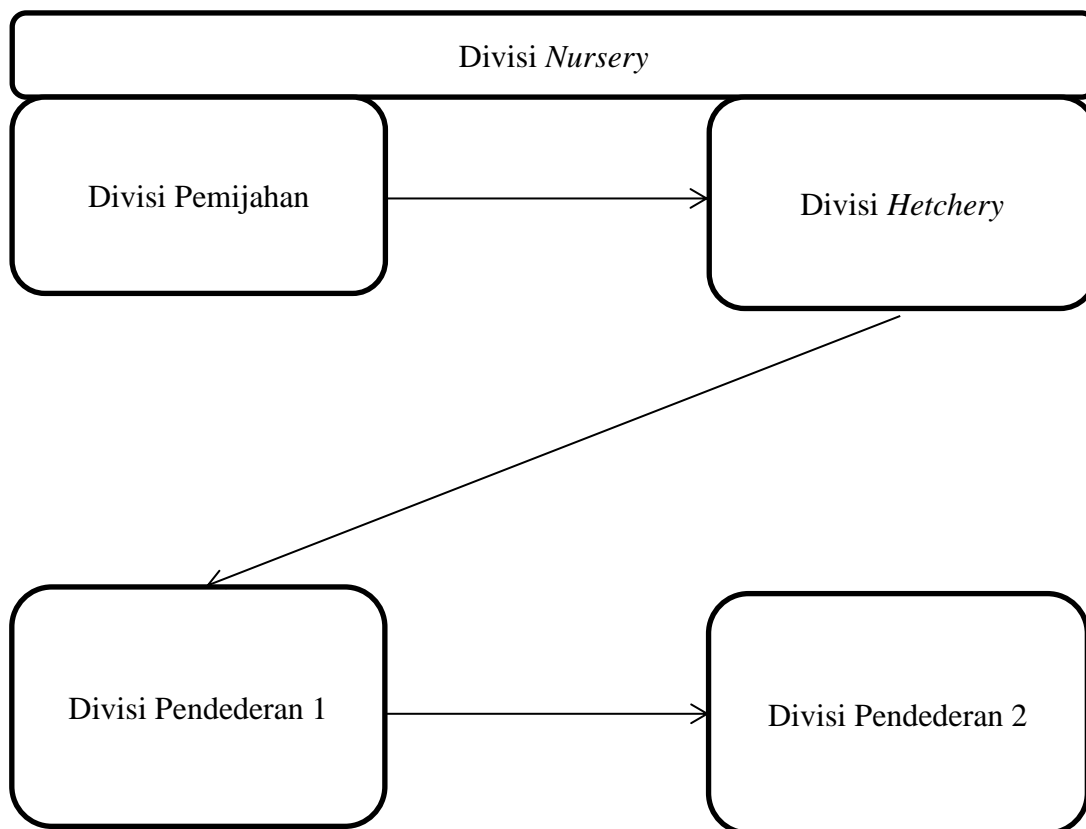 Divisi Nursery
Divisi Pemijahan
Divisi Hetchery
Divisi Pendederan 1
Divisi Pendederan 2